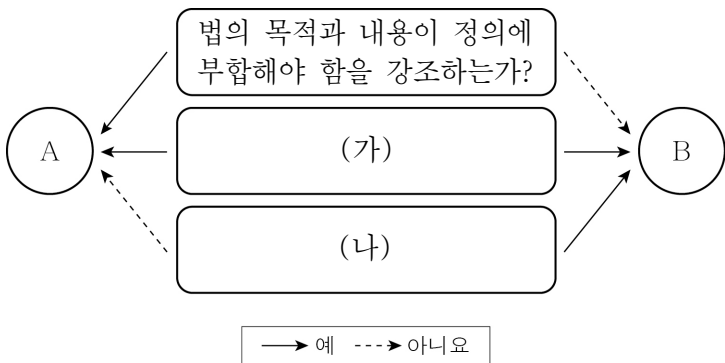 법의 목적과 내용이 정의에
부합해야 함을 강조하는가?
A
(가)
B
(나)
예
아니요